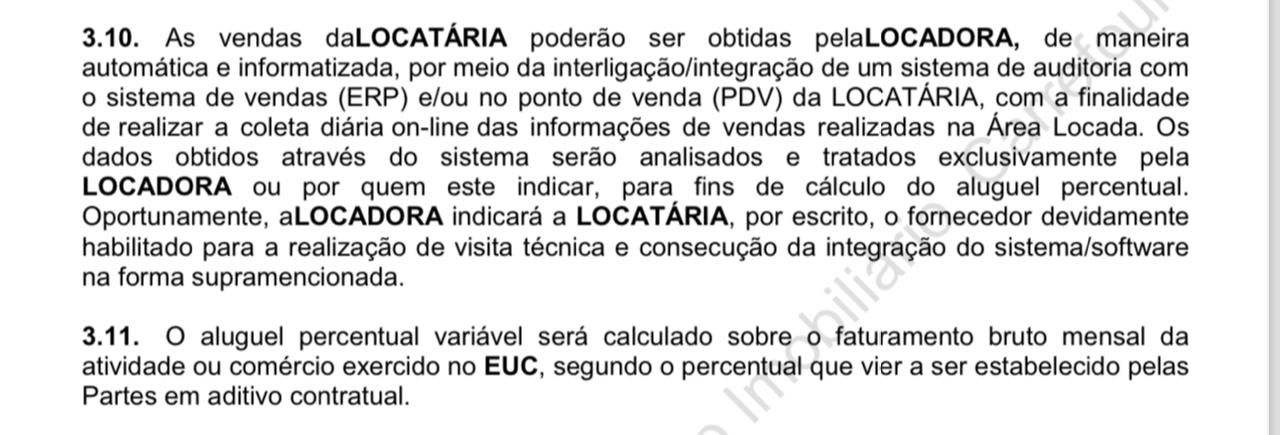 3.10. As vendas daLOCATÁRIA poderão ser obtidas pelaLOCADORA, de maneira
automática e informatizada, por meio da interligação/integração de um sistema de auditoria com
o sistema de vendas (ERP) e/ou no ponto de venda (PDV) da LOCATÁRIA, com a finalidade
de realizar a coleta diária on-line das informações de vendas realizadas na Área Locada. Os
dados obtidos através do sistema serão analisados e tratados exclusivamente pela
LOCADORA ou por quem este indicar, para fins de cálculo do aluguel percentual.
Oportunamente, aLOCADORA indicará a LOCATÁRIA, por escrito, o fornecedor devidamente
habilitado para a realização de visita técnica e consecução da integração do sistema/software
na forma supramencionada.
3.11. O aluguel percentual variável será calculado sobre o faturamento bruto mensal da
atividade ou comércio exercido no EUC, segundo o percentual que vier a ser estabelecido pelas
Partes em aditivo contratual.
Imobiliário Carrefour